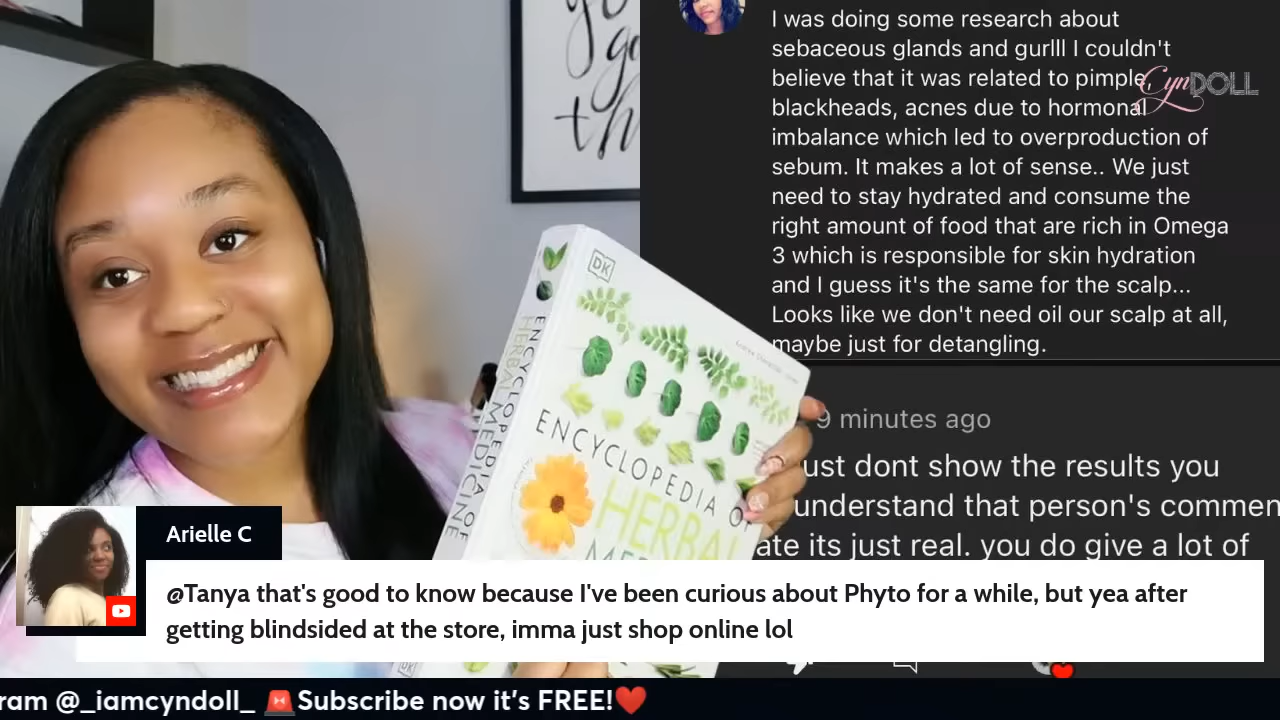 I was doing some research about
sebaceous glands and gurlll I couldn't
believe that it was related to pimple,
blackheads, acnes due to hormonal
imbalance which led to overproduction of
sebum. It makes a lot of sense.. We just
need to stay hydrated and consume the
right amount of food that are rich in Omega
3 which is responsible for skin hydration
and I guess it's the same for the scalp...
Looks like we don't need oil our scalp at all,
maybe just for detangling.
CynDOLL
DK
ENCYCLOPEDIA OF
HERBAL
ENCYCLOPEDIA OF
HERBAL MEDICINE
9 minutes ago
ust dont show the results you
understand that person's commen
ate its just real. you do give a lot of
Arielle C
@Tanya that's good to know because I've been curious about Phyto for a while, but yea after
getting blindsided at the store, imma just shop online lol
ram @_iamcyndoll_ 🚨Subscribe now it's FREE!❤️